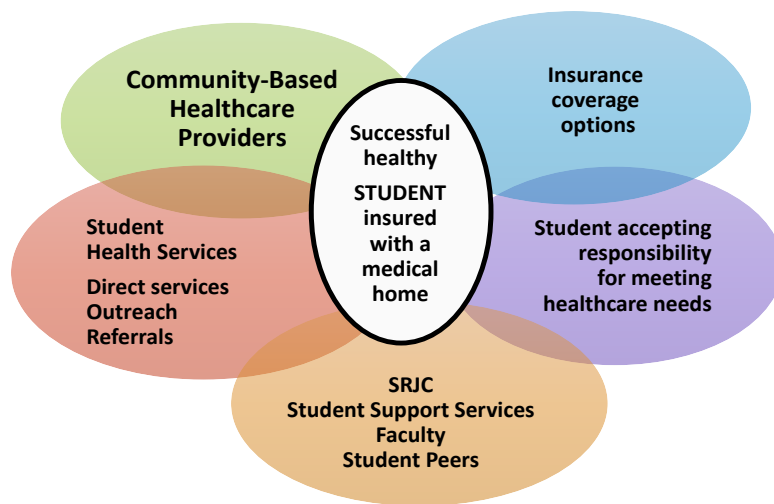 Community-Based
Healthcare
Providers
Insurance
coverage
options
Successful
healthy
STUDENT
insured
with a
medical
home
Student
Health Services
Direct services
Outreach
Referrals
Student accepting
responsibility
for meeting
healthcare needs
SRJC
Student Support Services
Faculty
Student Peers